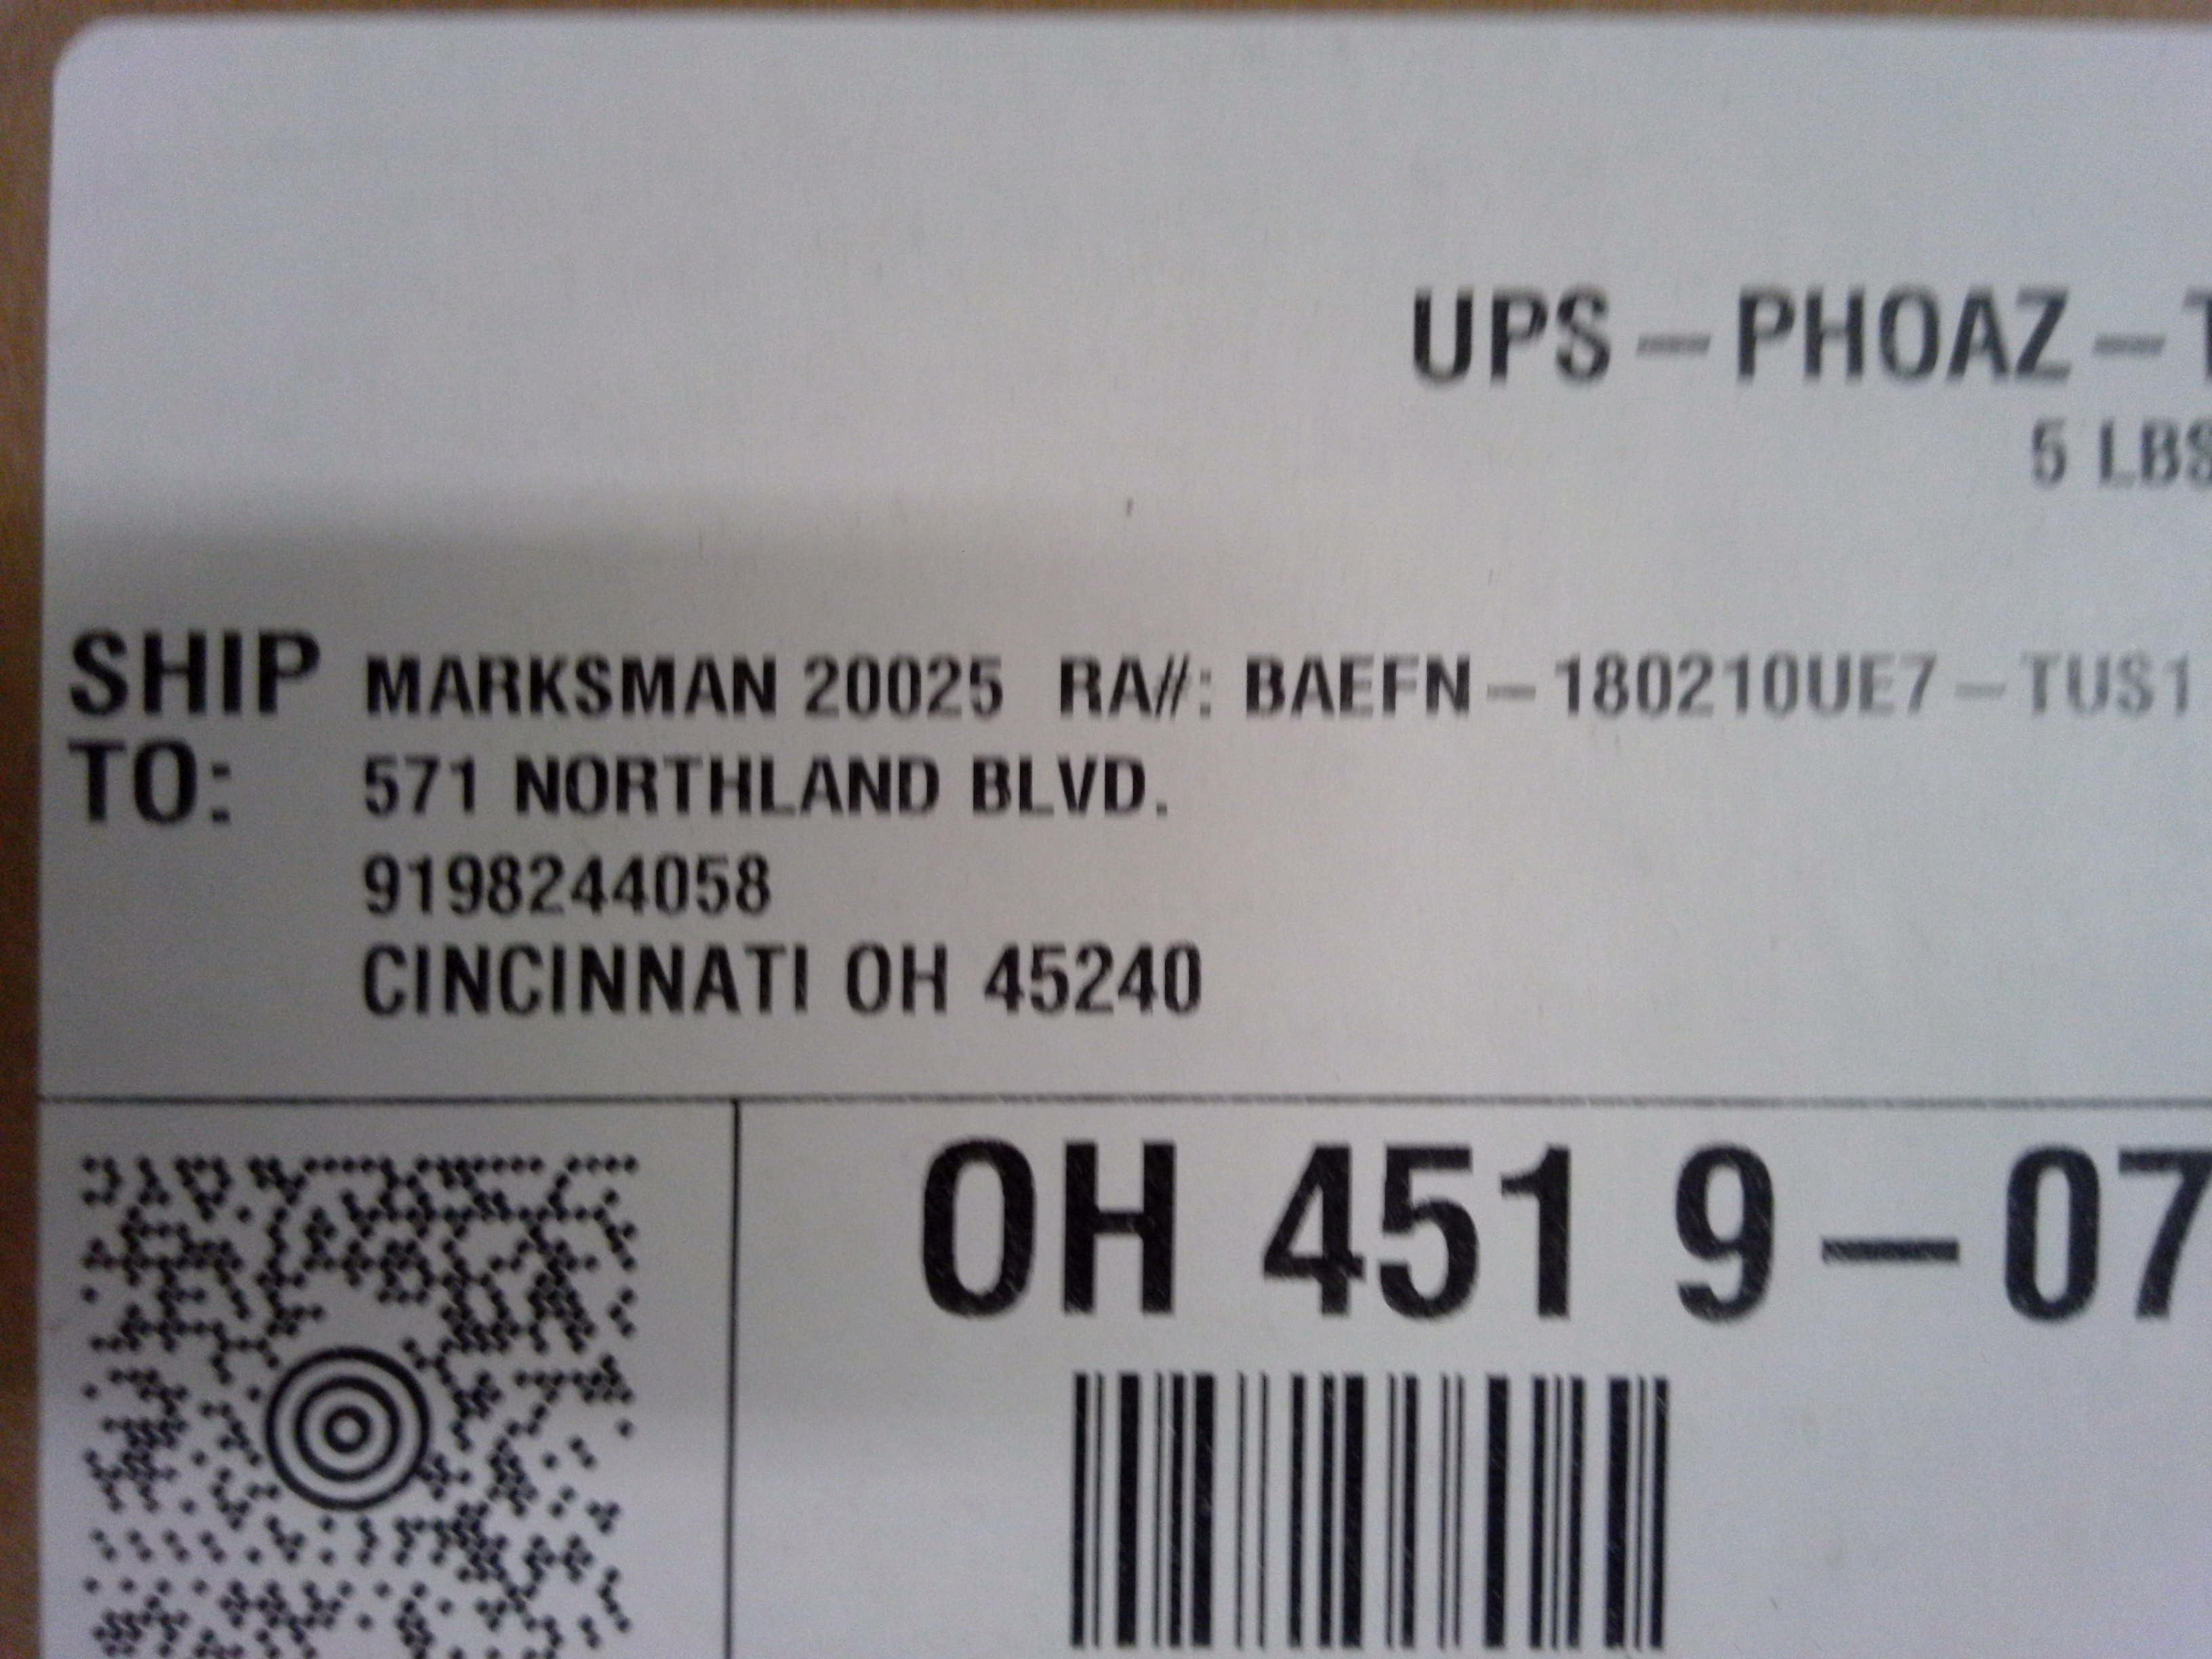 UPS-PHOAZ-T
5 LBS
SHIP TO:
MARKSMAN 20025 RA#: BAEFN-180210UE7-TUS1
571 NORTHLAND BLVD.
9198244058
CINCINNATI OH 45240
OH 451 9-07